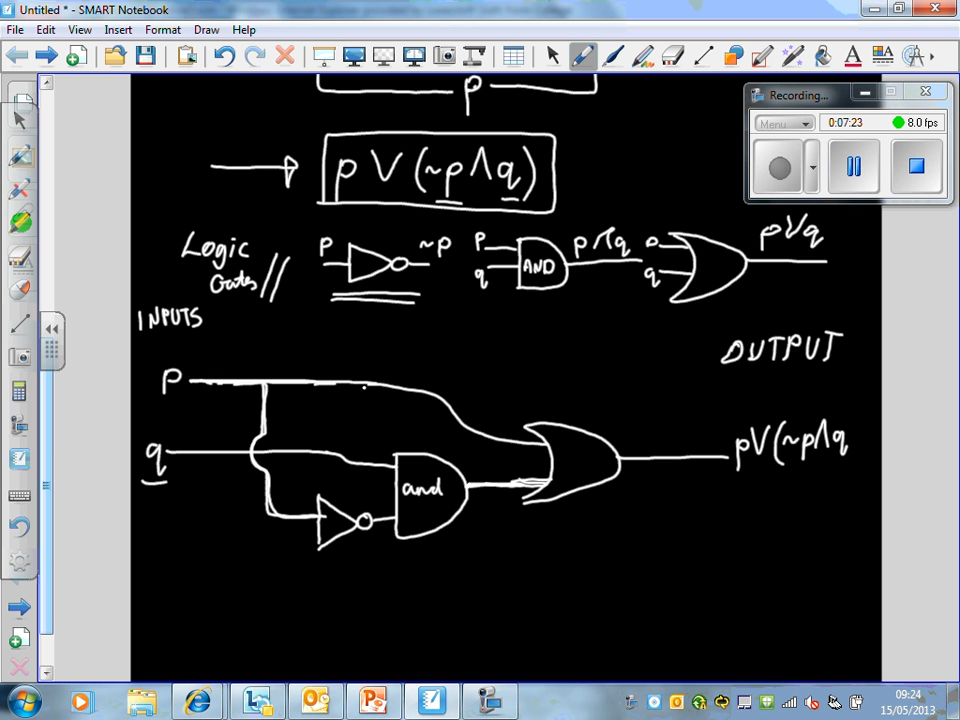 Untitled * - SMART Notebook
File Edit View Insert Format Draw Help
Recording...
Menu 0:07:23 8.0 fps
p
p V (~p Λ q)
Logic Gates //
p ~p
p q AND p Λ q
q p V q
INPUTS
OUTPUT
p
q
and
p V (~p Λ q
09:24
15/05/2013